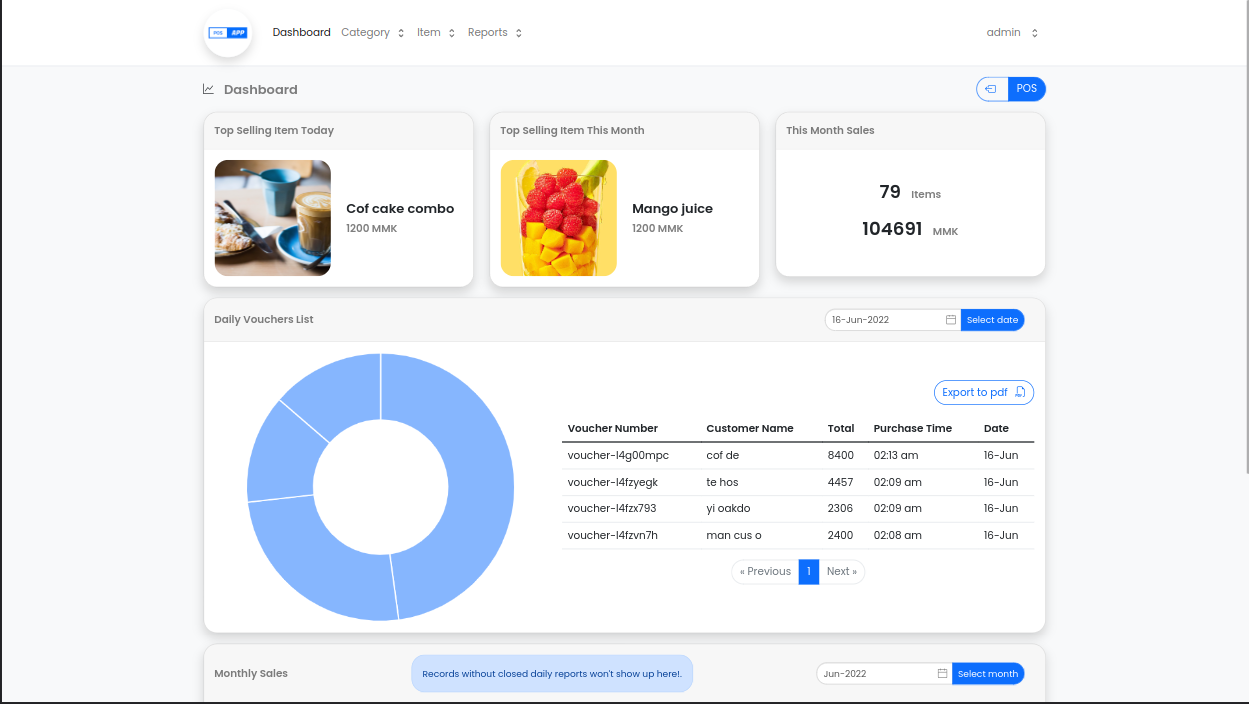 POS APP
Dashboard Category Item Reports admin
Dashboard POS
Top Selling Item Today
Cof cake combo
1200 MMK
Top Selling Item This Month
Mango juice
1200 MMK
This Month Sales
79 Items
104691 MMK
Daily Vouchers List 16-Jun-2022 Select date
Export to pdf
Voucher Number Customer Name Total Purchase Time Date
voucher-l4g00mpc cof de 8400 02:13 am 16-Jun
voucher-l4fzyegk te hos 4457 02:09 am 16-Jun
voucher-l4fzx793 yi oakdo 2306 02:09 am 16-Jun
voucher-l4fzvn7h man cus o 2400 02:08 am 16-Jun
« Previous 1 Next »
Monthly Sales Records without closed daily reports won't show up here!. Jun-2022 Select month